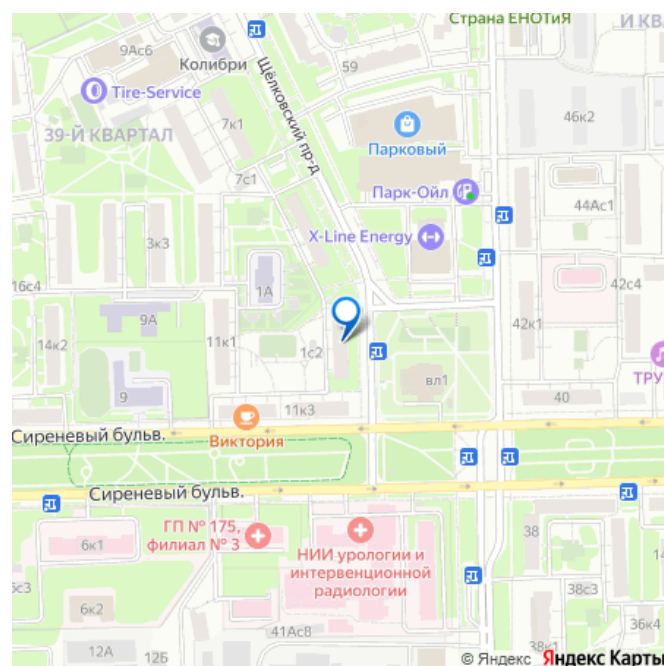 Страна ЕНОТиЯ
Й КВ
9Ас6
Колибри
59
Tire-Service
Щёлковский пр-д
46к2
39-Й КВАРТАЛ
7к1
Парковый
7с1
Парк-Ойл
44Ас1
X-Line Energy
3к3
16с4
1А
42с4
9А
14к2
11к1
1с2
42к1
вл1
ТРУ
9
11к3
40
Виктория
Сиреневый бульв.
Сиреневый бульв.
ГП № 175,
филиал № 3
6к1
НИИ урологии и
интервенционной
радиологии
38
5с3
6к2
38с3
41Ас8
36к4
12А
12Б
38к1
© Яндекс Яндекс Карты